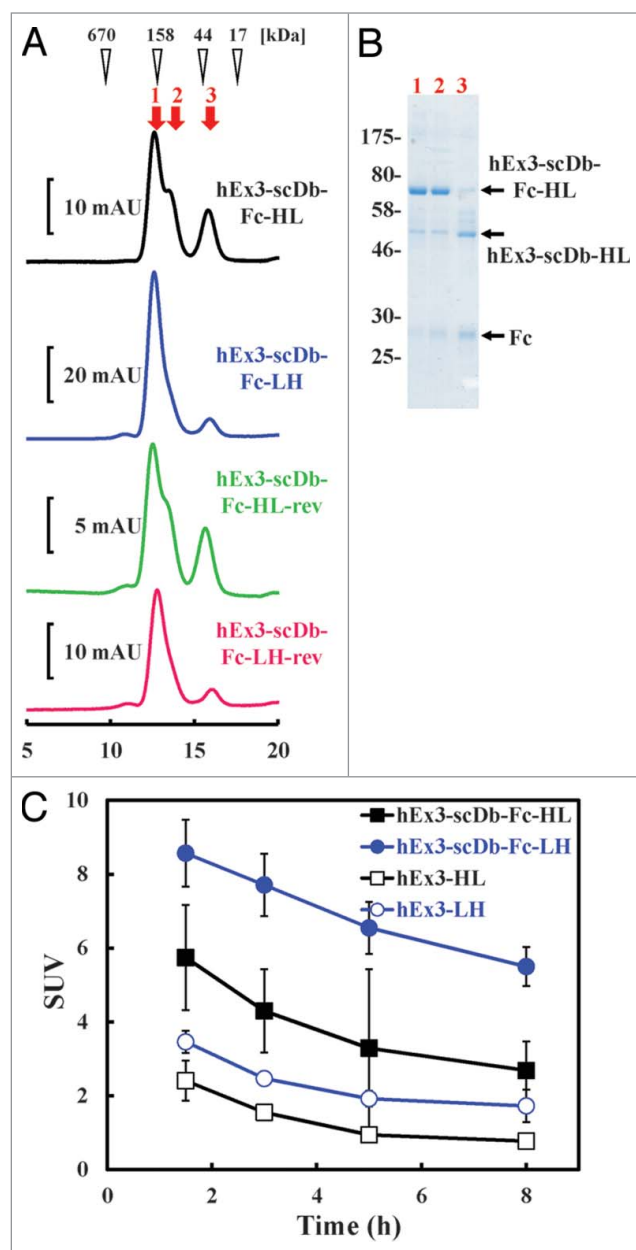 A
670 158 44 17 [kDa]
1 2 3
10 mAU
hEx3-scDb-
Fc-HL
20 mAU
hEx3-scDb-
Fc-LH
5 mAU
hEx3-scDb-
Fc-HL-rev
10 mAU
hEx3-scDb-
Fc-LH-rev
5 10 15 20
B
1 2 3
175-
80-
58-
46-
30-
25-
hEx3-scDb-
Fc-HL
hEx3-scDb-HL
Fc
C
10
8
6
4
2
0
SUV
hEx3-scDb-Fc-HL
hEx3-scDb-Fc-LH
hEx3-HL
hEx3-LH
0 2 4 6 8
Time (h)